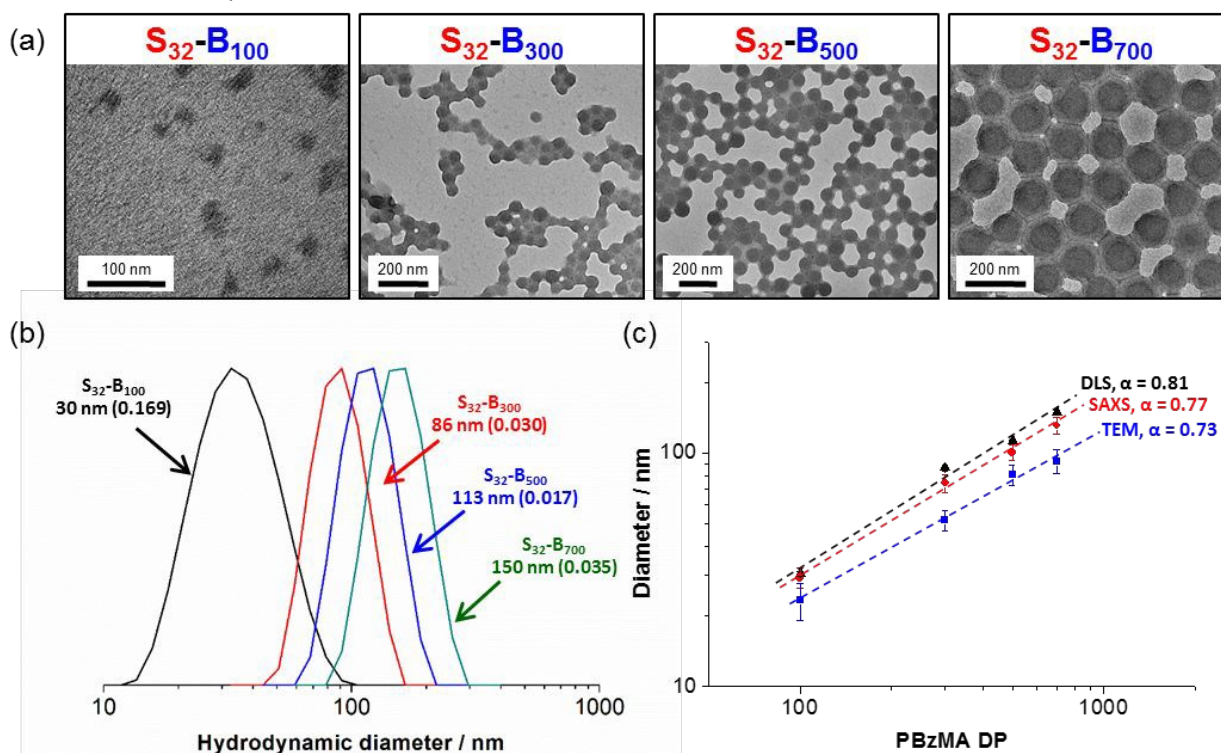 (a)
S32-B100
S32-B300
S32-B500
S32-B700
100 nm
200 nm
200 nm
200 nm
(b)
S32-B100
30 nm (0.169)
S32-B300
86 nm (0.030)
S32-B500
113 nm (0.017)
S32-B700
150 nm (0.035)
10
100
1000
Hydrodynamic diameter / nm
(c)
DLS, α = 0.81
SAXS, α = 0.77
TEM, α = 0.73
Diameter / nm
100
10
100
1000
PBzMA DP